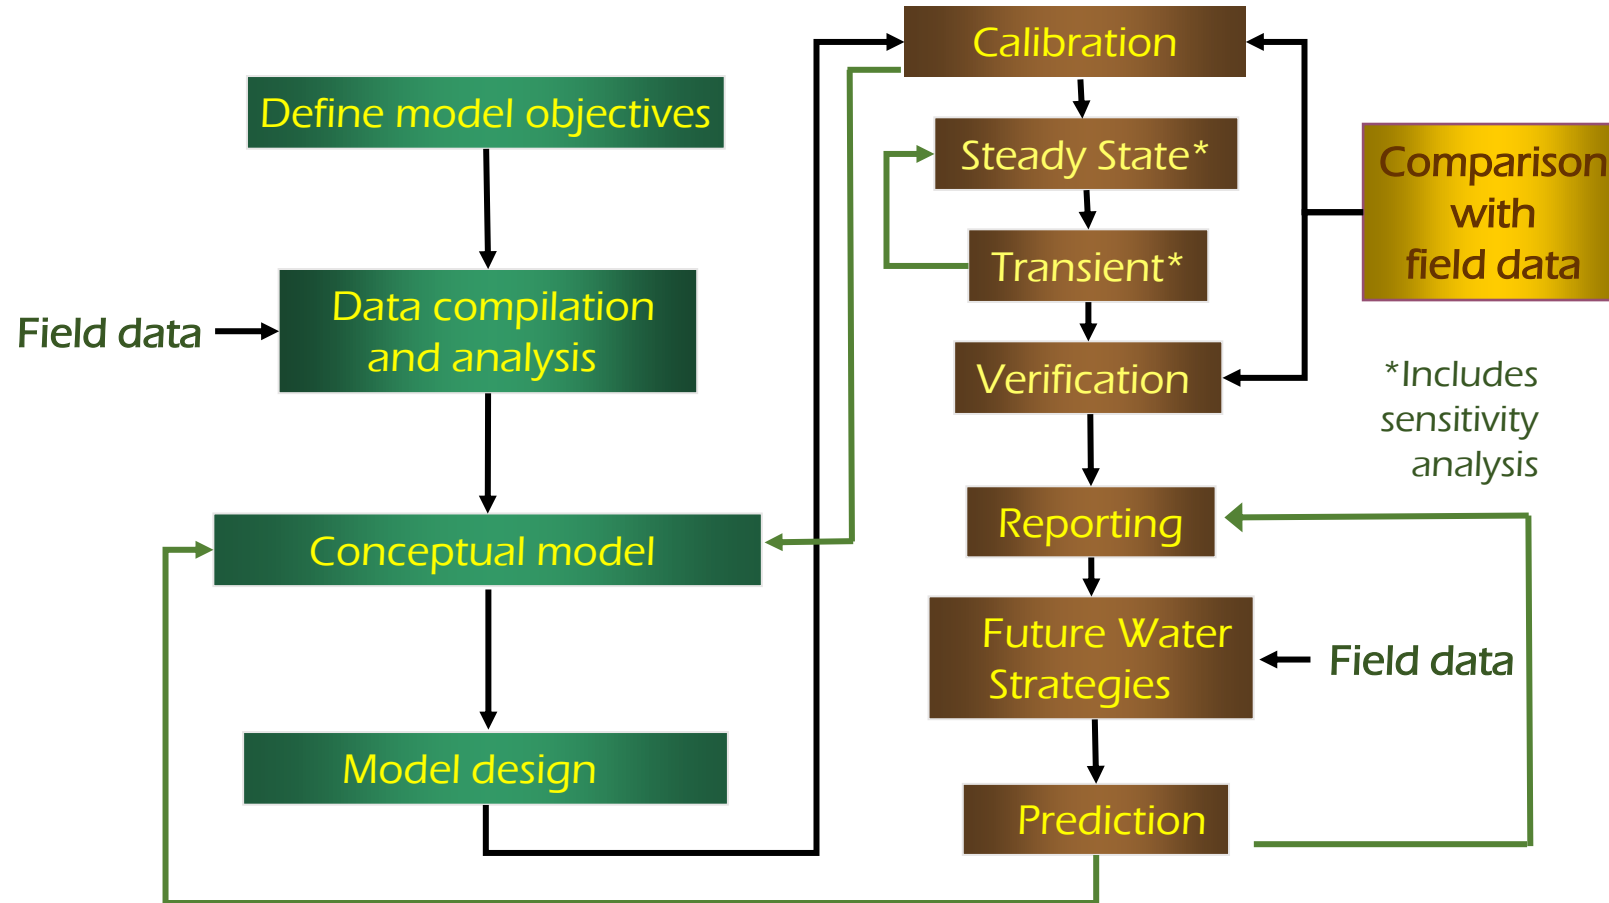 Define model objectives
Field data
Data compilation
and analysis
Conceptual model
Model design
Calibration
Steady State*
Transient*
Verification
Reporting
Future Water
Strategies
Prediction
Comparison
with
field data
*Includes
sensitivity
analysis
Field data